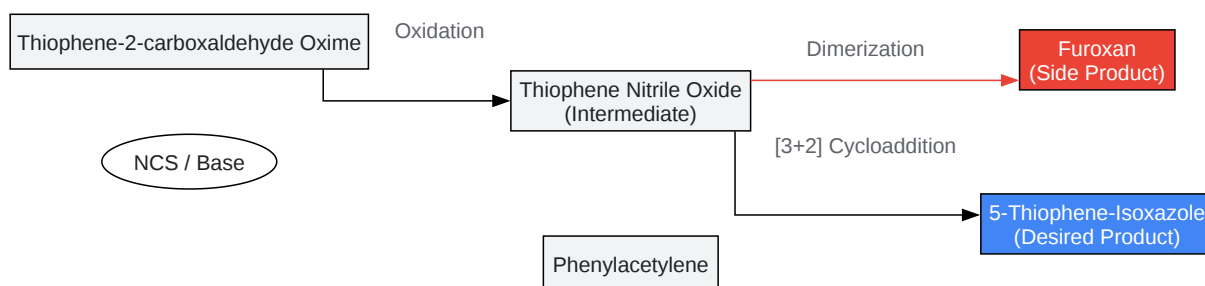 Thiophene-2-carboxaldehyde Oxime
Oxidation
Dimerization
Furoxan
(Side Product)
Thiophene Nitrile Oxide
(Intermediate)
NCS / Base
[3+2] Cycloaddition
5-Thiophene-Isoxazole
(Desired Product)
Phenylacetylene